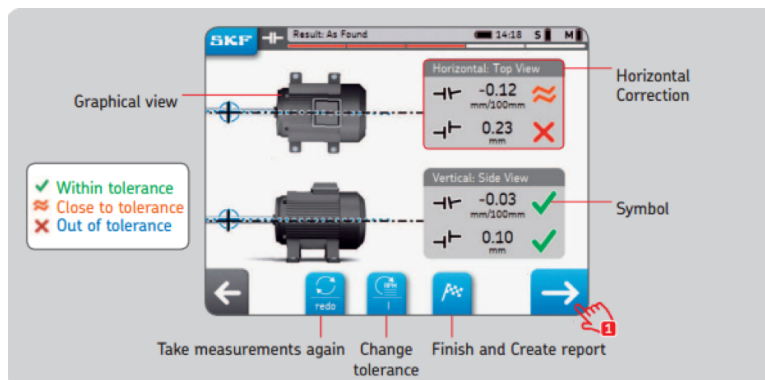 SKF Result: As Found 14:18 S M
Horizontal: Top View
-0.12
mm/100mm
0.23
mm
Horizontal
Correction
Graphical view
Within tolerance
Close to tolerance
Out of tolerance
Vertical: Side View
-0.03
mm/100mm
0.10
mm
Symbol
redo
RPM
1
Take measurements again
Change
tolerance
Finish and Create report